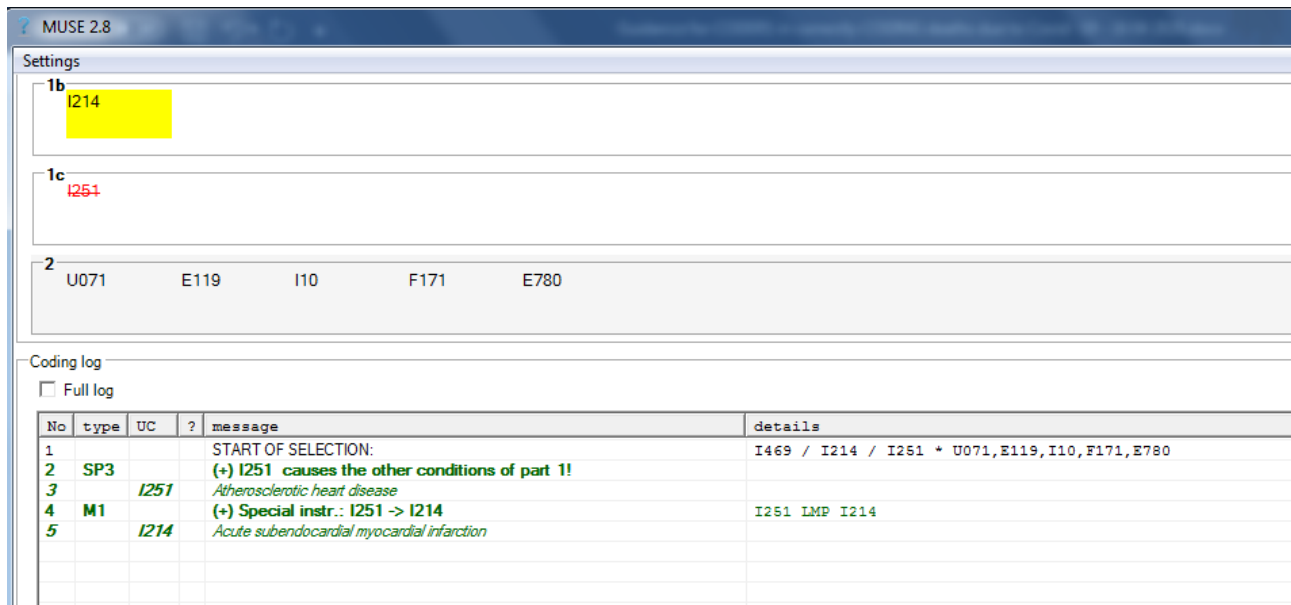 ? MUSE 2.8
Settings
1b
I214
1c
I251
2
U071 E119 I10 F171 E780
Coding log
Full log
No type UC ? message details
1 START OF SELECTION: I469 / I214 / I251 * U071,E119,I10,F171,E780
2 SP3 (+) I251 causes the other conditions of part 1!
3 I251 Atherosclerotic heart disease
4 M1 (+) Special instr.: I251 -> I214 I251 LMP I214
5 I214 Acute subendocardial myocardial infarction